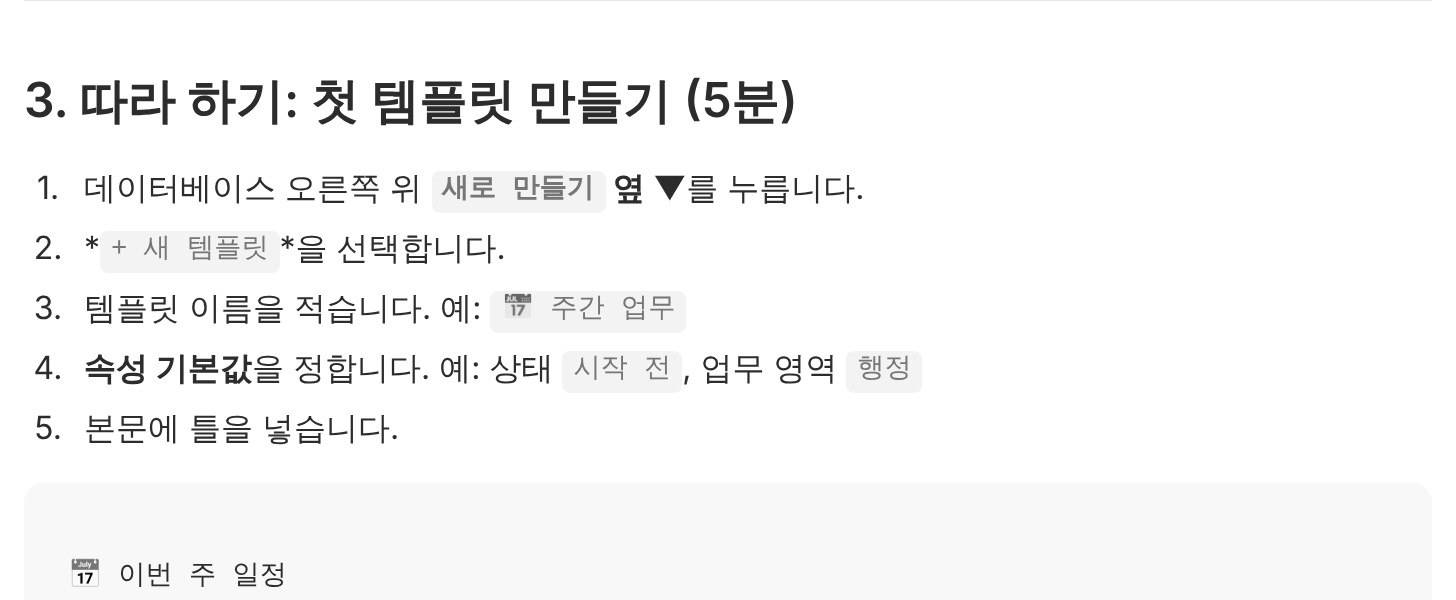 3. 따라 하기: 첫 템플릿 만들기 (5분)
1. 데이터베이스 오른쪽 위 새로 만들기 옆 ▼를 누릅니다.
2. *+ 새 템플릿*을 선택합니다.
3. 템플릿 이름을 적습니다. 예: 📅 주간 업무
4. 속성 기본값을 정합니다. 예: 상태 시작 전, 업무 영역 행정
5. 본문에 틀을 넣습니다.
📅 이번 주 일정